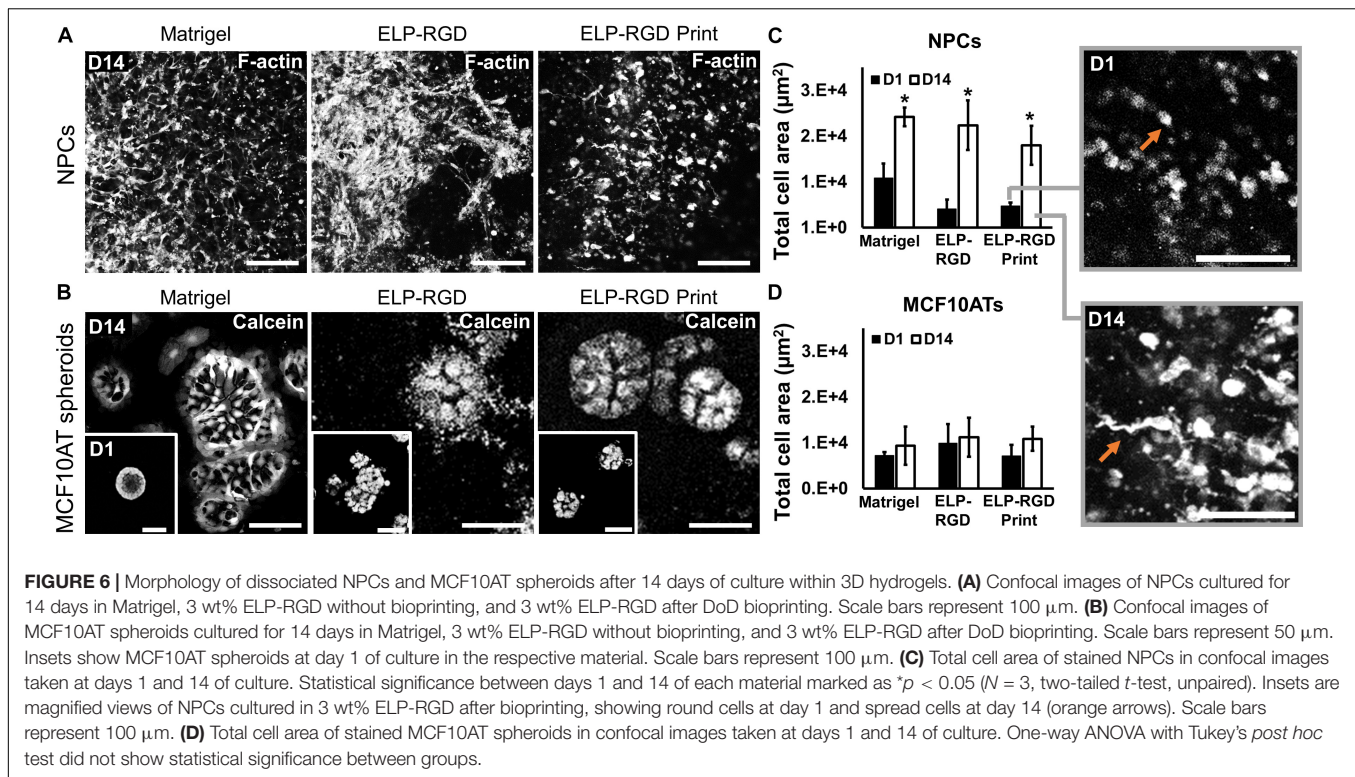 A
Matrigel
ELP-RGD
ELP-RGD Print
D14
F-actin
F-actin
F-actin
NPCs
B
Matrigel
ELP-RGD
ELP-RGD Print
D14
Calcein
Calcein
Calcein
D1
MCF10AT spheroids
C
NPCs
D1 D14
Total cell area (μm²)
3.E+4
2.E+4
1.E+4
1.E+0
* * *
Matrigel
ELP-
RGD
ELP-RGD
Print
D1
D14
D
MCF10ATs
D1 D14
Total cell area (μm²)
3.E+4
2.E+4
1.E+4
0.E+0
Matrigel
ELP-
RGD
ELP-RGD
Print
FIGURE 6 | Morphology of dissociated NPCs and MCF10AT spheroids after 14 days of culture within 3D hydrogels. (A) Confocal images of NPCs cultured for
14 days in Matrigel, 3 wt% ELP-RGD without bioprinting, and 3 wt% ELP-RGD after DoD bioprinting. Scale bars represent 100 μm. (B) Confocal images of
MCF10AT spheroids cultured for 14 days in Matrigel, 3 wt% ELP-RGD without bioprinting, and 3 wt% ELP-RGD after DoD bioprinting. Scale bars represent 50 μm.
Insets show MCF10AT spheroids at day 1 of culture in the respective material. Scale bars represent 100 μm. (C) Total cell area of stained NPCs in confocal images
taken at days 1 and 14 of culture. Statistical significance between days 1 and 14 of each material marked as *p < 0.05 (N = 3, two-tailed t-test, unpaired). Insets are
magnified views of NPCs cultured in 3 wt% ELP-RGD after bioprinting, showing round cells at day 1 and spread cells at day 14 (orange arrows). Scale bars
represent 100 μm. (D) Total cell area of stained MCF10AT spheroids in confocal images taken at days 1 and 14 of culture. One-way ANOVA with Tukey's post hoc
test did not show statistical significance between groups.